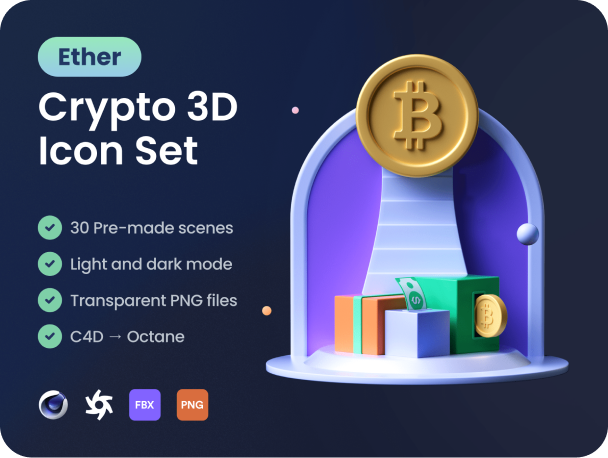 Ether
Crypto 3D
Icon Set
30 Pre-made scenes
Light and dark mode
Transparent PNG files
C4D → Octane
FBX
PNG